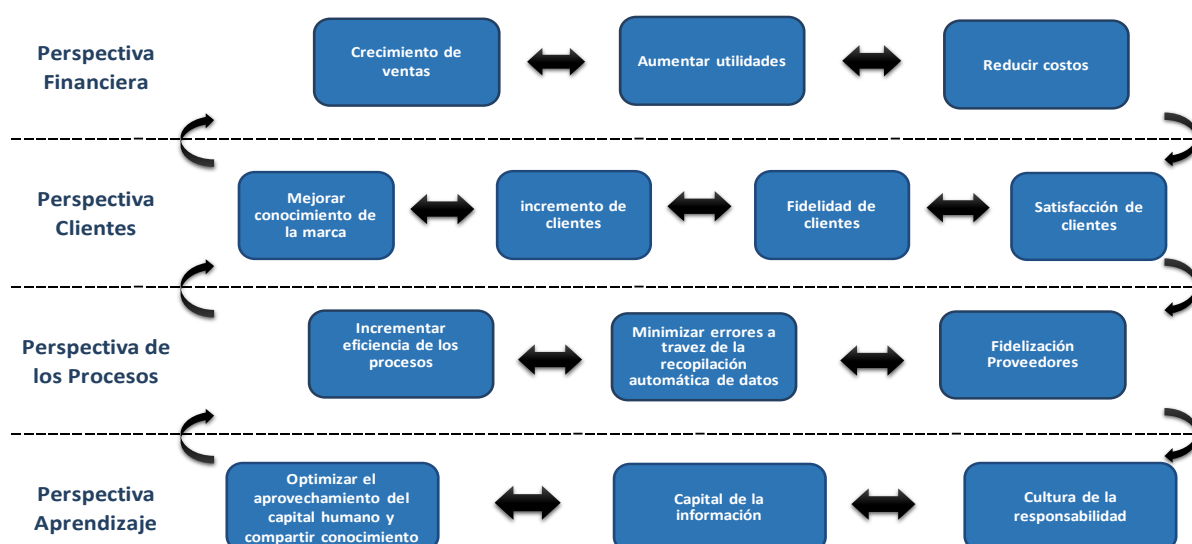 Perspectiva
Financiera
Crecimiento de
ventas
Aumentar utilidades
Reducir costos
Perspectiva
Clientes
Mejorar
conocimiento de
la marca
incremento de
clientes
Fidelidad de
clientes
Satisfacción de
clientes
Perspectiva de
los Procesos
Incrementar
eficiencia de los
procesos
Minimizar errores a
travez de la
recopilación
automática de datos
Fidelización
Proveedores
Perspectiva
Aprendizaje
Optimizar el
aprovechamiento del
capital humano y
compartir conocimiento
Capital de la
información
Cultura de la
responsabilidad